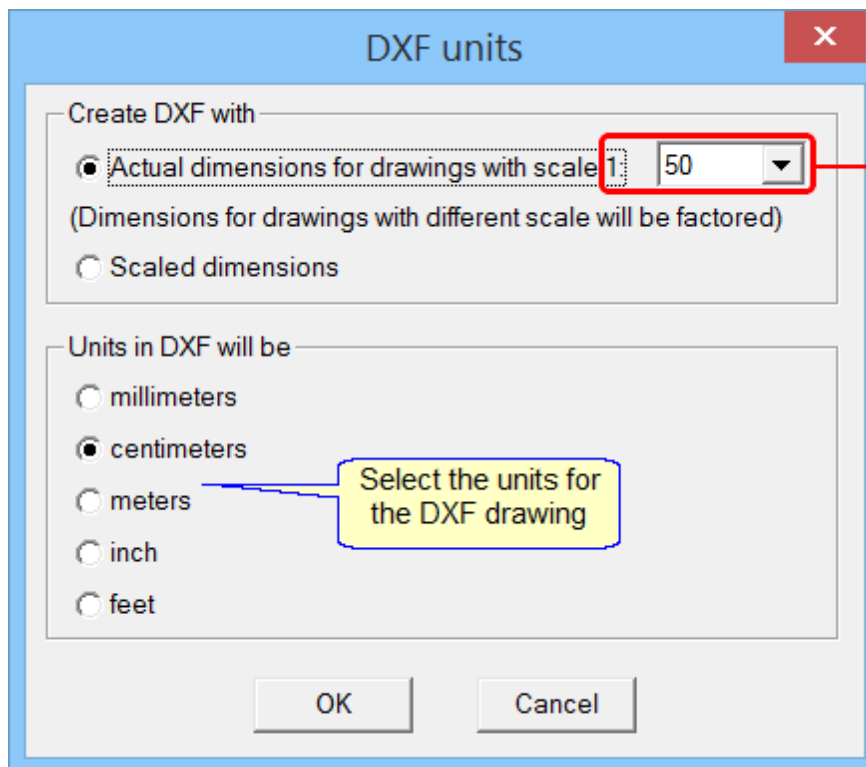 DXF units
Create DXF with
Actual dimensions for drawings with scale 1: 50
(Dimensions for drawings with different scale will be factored)
Scaled dimensions
Units in DXF will be
millimeters
centimeters
meters
inch
feet
Select the units for
the DXF drawing
OK Cancel